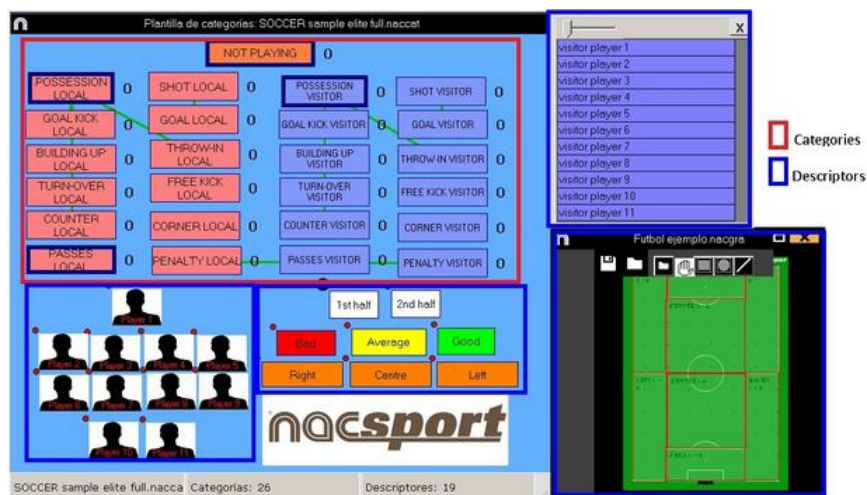 Plantilla de categorías: SOCCER sample elite full.naccat
NOT PLAYING 0
POSSESSION LOCAL 0
SHOT LOCAL 0
POSSESSION VISITOR 0
SHOT VISITOR 0
GOAL KICK LOCAL 0
GOAL LOCAL 0
GOAL KICK VISITOR 0
GOAL VISITOR 0
BUILDING UP LOCAL 0
THROW-IN LOCAL 0
BUILDING UP VISITOR 0
THROW-IN VISITOR 0
TURN-OVER LOCAL 0
FREE KICK LOCAL 0
TURN-OVER VISITOR 0
FREE KICK VISITOR 0
COUNTER LOCAL 0
CORNER LOCAL 0
COUNTER VISITOR 0
CORNER VISITOR 0
PASSES LOCAL 0
PENALTY LOCAL 0
PASSES VISITOR 0
PENALTY VISITOR 0
Player 1
Player 2 Player 3 Player 4 Player 5
Player 6 Player 7 Player 8 Player 9
Player 10 Player 11
1st half 2nd half
Bad Average Good
Right Centre Left
nacsport
SOCCER sample elite full.nacca Categorías: 26 Descriptores: 19
X
visitor player 1
visitor player 2
visitor player 3
visitor player 4
visitor player 5
visitor player 6
visitor player 7
visitor player 8
visitor player 9
visitor player 10
visitor player 11
Categories
Descriptors
Futbol ejemplo.nacgra